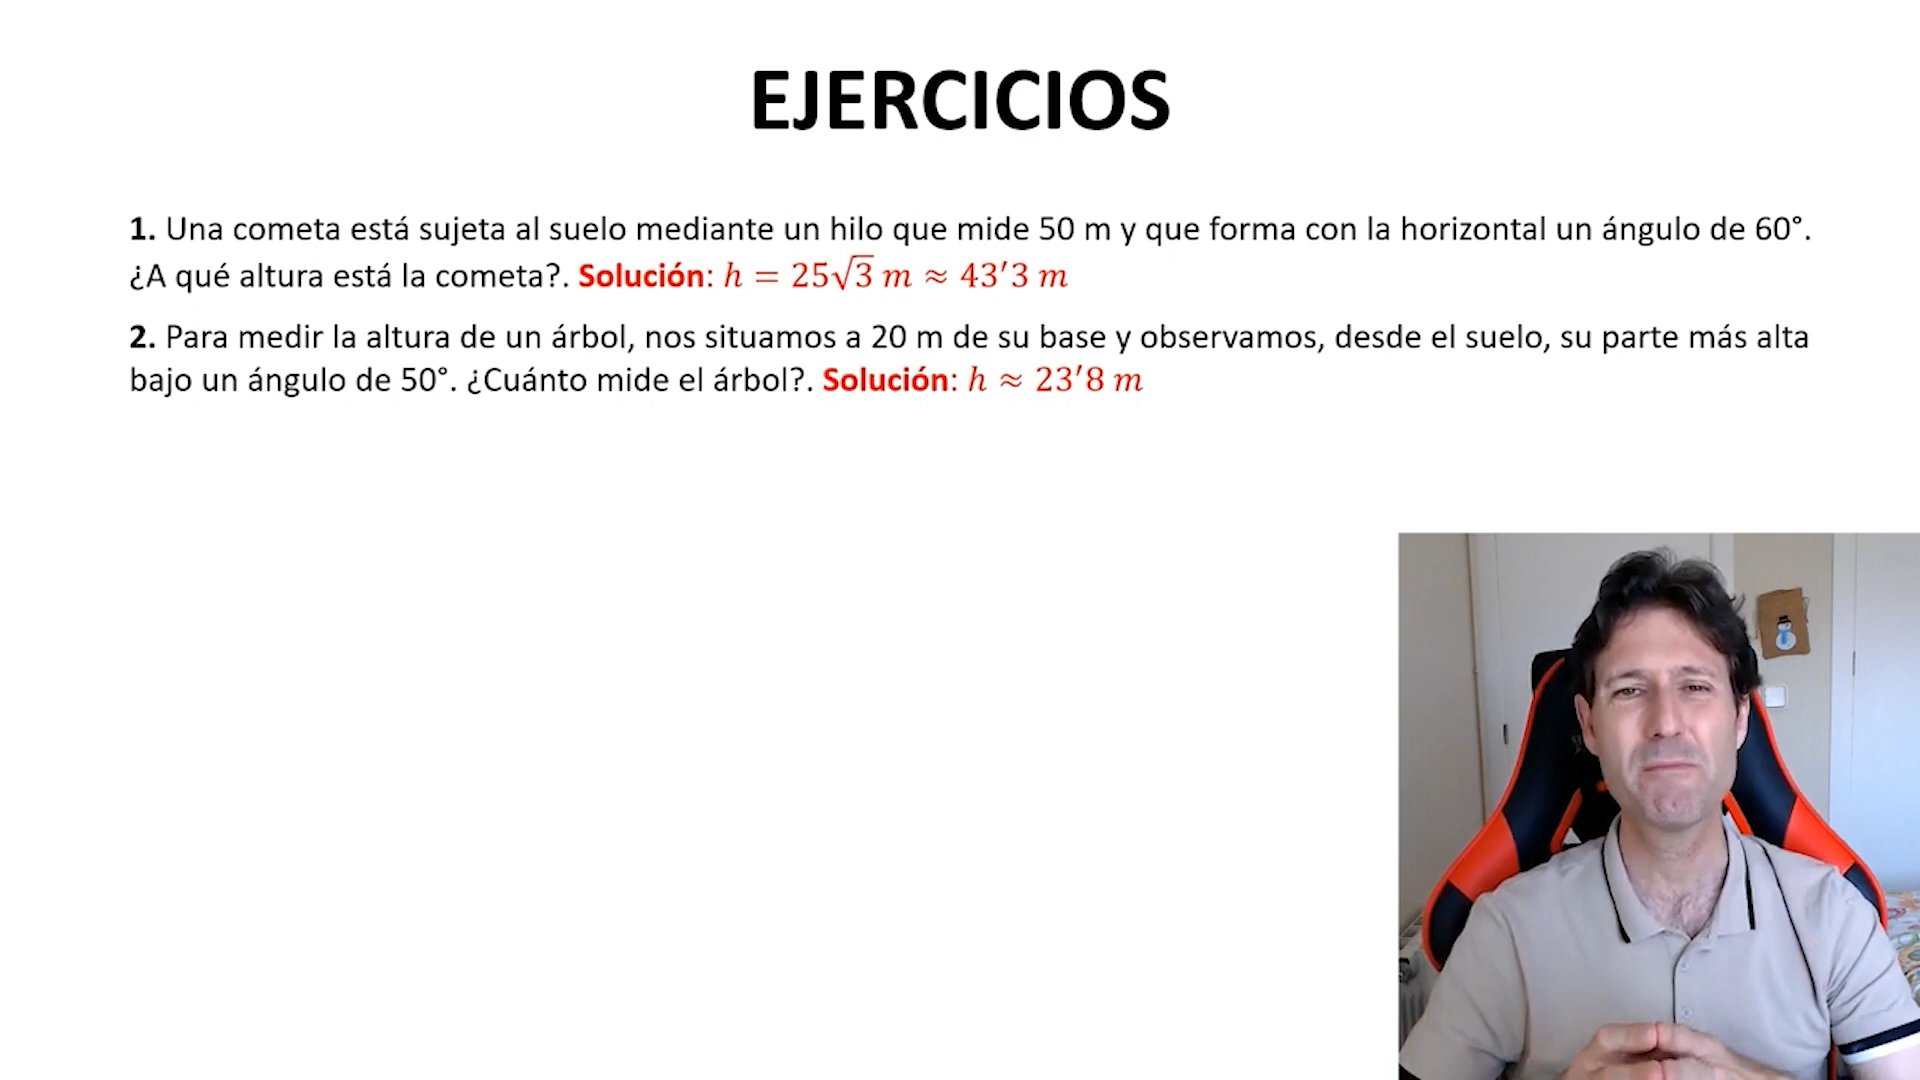 EJERCICIOS
1. Una cometa está sujeta al suelo mediante un hilo que mide 50 m y que forma con la horizontal un ángulo de 60°.
¿A qué altura está la cometa?. Solución: h = 25√3 m ≈ 43′3 m
2. Para medir la altura de un árbol, nos situamos a 20 m de su base y observamos, desde el suelo, su parte más alta
bajo un ángulo de 50°. ¿Cuánto mide el árbol?. Solución: h ≈ 23′8 m